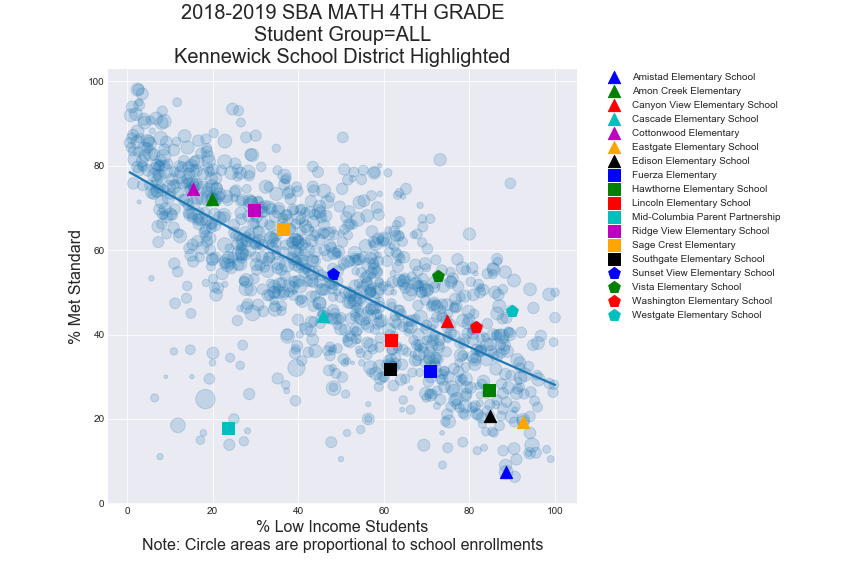 2018-2019 SBA MATH 4TH GRADE
Student Group=ALL
Kennewick School District Highlighted
% Met Standard
100
80
60
40
20
0
0 20 40 60 80 100
% Low Income Students
Note: Circle areas are proportional to school enrollments
Amistad Elementary School
Amon Creek Elementary
Canyon View Elementary School
Cascade Elementary School
Cottonwood Elementary
Eastgate Elementary School
Edison Elementary School
Fuerza Elementary
Hawthorne Elementary School
Lincoln Elementary School
Mid-Columbia Parent Partnership
Ridge View Elementary School
Sage Crest Elementary
Southgate Elementary School
Sunset View Elementary School
Vista Elementary School
Washington Elementary School
Westgate Elementary School